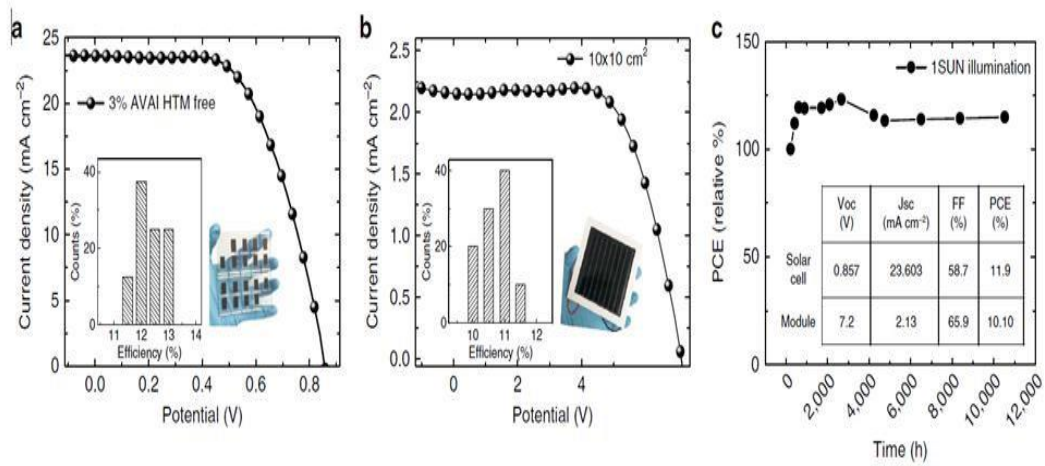 a
25
20
15
10
5
0
Current density (mA cm−2)
3% AVAI HTM free
40
20
0
Counts (%)
11 12 13 14
Efficiency (%)
0.0 0.2 0.4 0.6 0.8
Potential (V)
b
2.5
2.0
1.5
1.0
0.5
0.0
Current density (mA cm−2)
10x10 cm2
40
20
0
Counts (%)
10 11 12
Efficiency (%)
0 2 4
Potential (V)
c
150
100
50
0
PCE (relative %)
1SUN illumination
Voc Jsc FF PCE
(V) (mA cm−2) (%) (%)
Solar
cell 0.857 23.603 58.7 11.9
Module 7.2 2.13 65.9 10.10
0 2,000 4,000 6,000 8,000 10,000 12,000
Time (h)